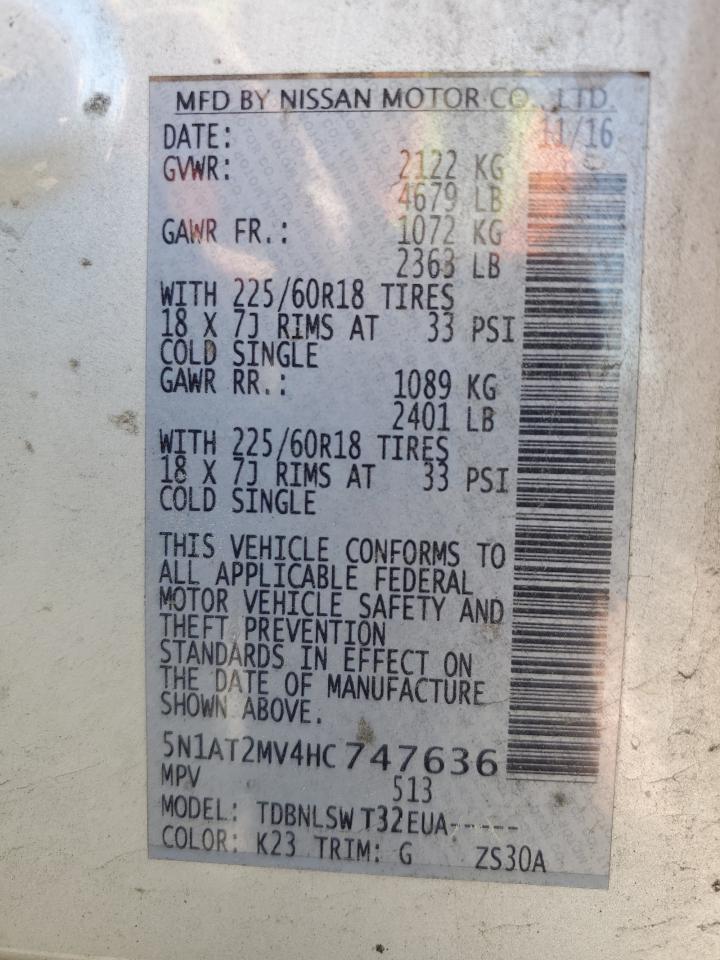 MFD BY NISSAN MOTOR CO., LTD.
DATE: 11/16
GVWR: 2122 KG
4679 LB
GAWR FR.: 1072 KG
2363 LB
WITH 225/60R18 TIRES
18 X 7J RIMS AT 33 PSI
COLD SINGLE
GAWR RR.: 1089 KG
2401 LB
WITH 225/60R18 TIRES
18 X 7J RIMS AT 33 PSI
COLD SINGLE
THIS VEHICLE CONFORMS TO
ALL APPLICABLE FEDERAL
MOTOR VEHICLE SAFETY AND
THEFT PREVENTION
STANDARDS IN EFFECT ON
THE DATE OF MANUFACTURE
SHOWN ABOVE.
5N1AT2MV4HC747636
MPV 513
MODEL: TDBNLSW T32EUA-----
COLOR: K23 TRIM: G ZS30A